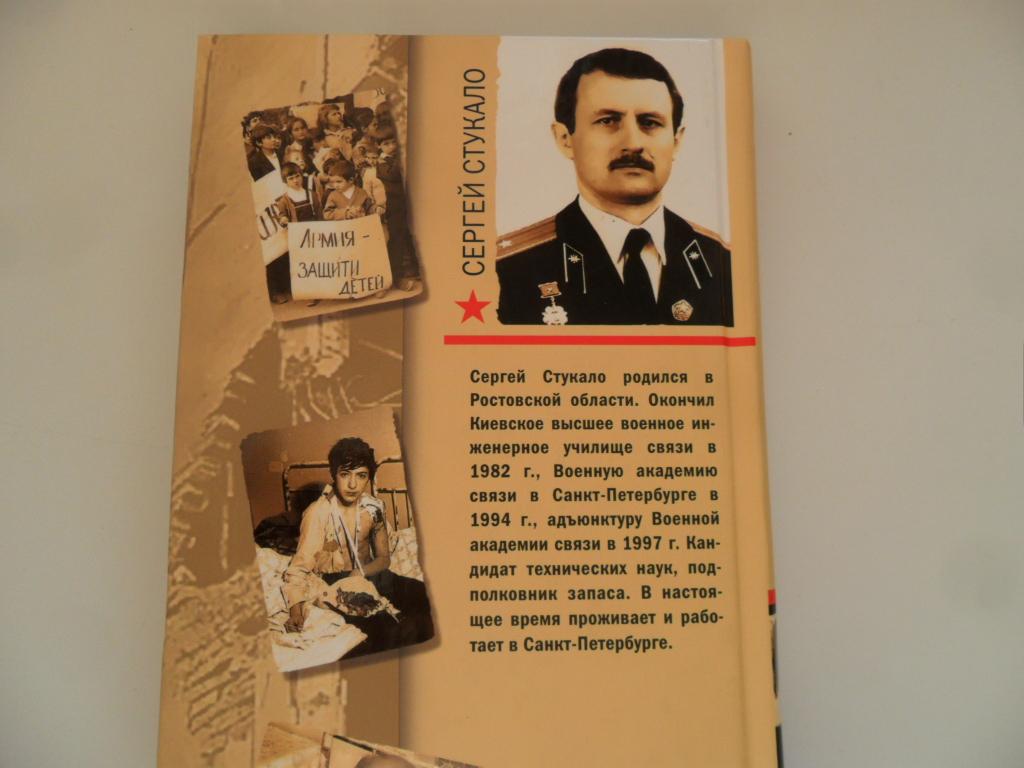 СЕРГЕЙ СТУКАЛО
АРМИЯ -
ЗАЩИТИ
ДЕТЕЙ
Сергей Стукало родился в
Ростовской области. Окончил
Киевское высшее военное ин-
женерное училище связи в
1982 г., Военную академию
связи в Санкт-Петербурге в
1994 г., адъюнктуру Военной
академии связи в 1997 г. Кан-
дидат технических наук, под-
полковник запаса. В настоя-
щее время проживает и рабо-
тает в Санкт-Петербурге.